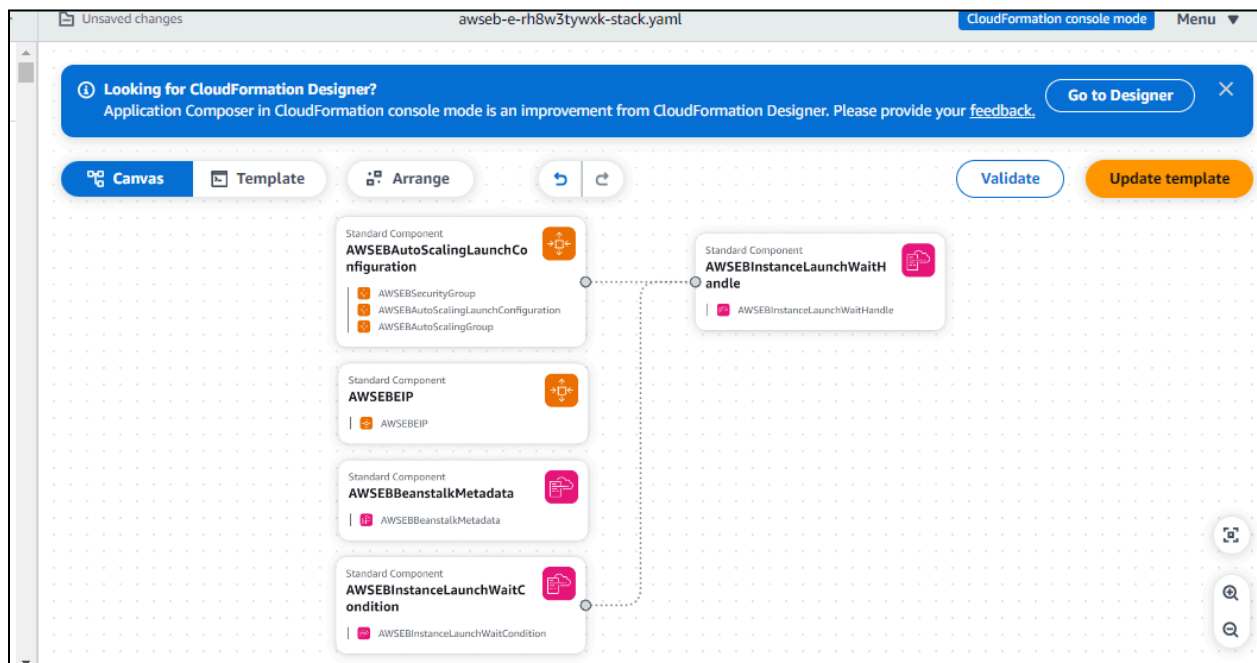 Unsaved changes
awseb-e-rh8w3tywxk-stack.yaml
CloudFormation console mode
Menu
Looking for CloudFormation Designer?
Application Composer in CloudFormation console mode is an improvement from CloudFormation Designer. Please provide your feedback.
Go to Designer
Canvas
Template
Arrange
Validate
Update template
Standard Component
AWSEBAutoScalingLaunchCo
nfiguration
AWSEBSecurityGroup
AWSEBAutoScalingLaunchConfiguration
AWSEBAutoScalingGroup
Standard Component
AWSEBInstanceLaunchWaitH
andle
AWSEBInstanceLaunchWaitHandle
Standard Component
AWSEBEIP
AWSEBEIP
Standard Component
AWSEBBeanstalkMetadata
AWSEBBeanstalkMetadata
Standard Component
AWSEBInstanceLaunchWaitC
ondition
AWSEBInstanceLaunchWaitCondition